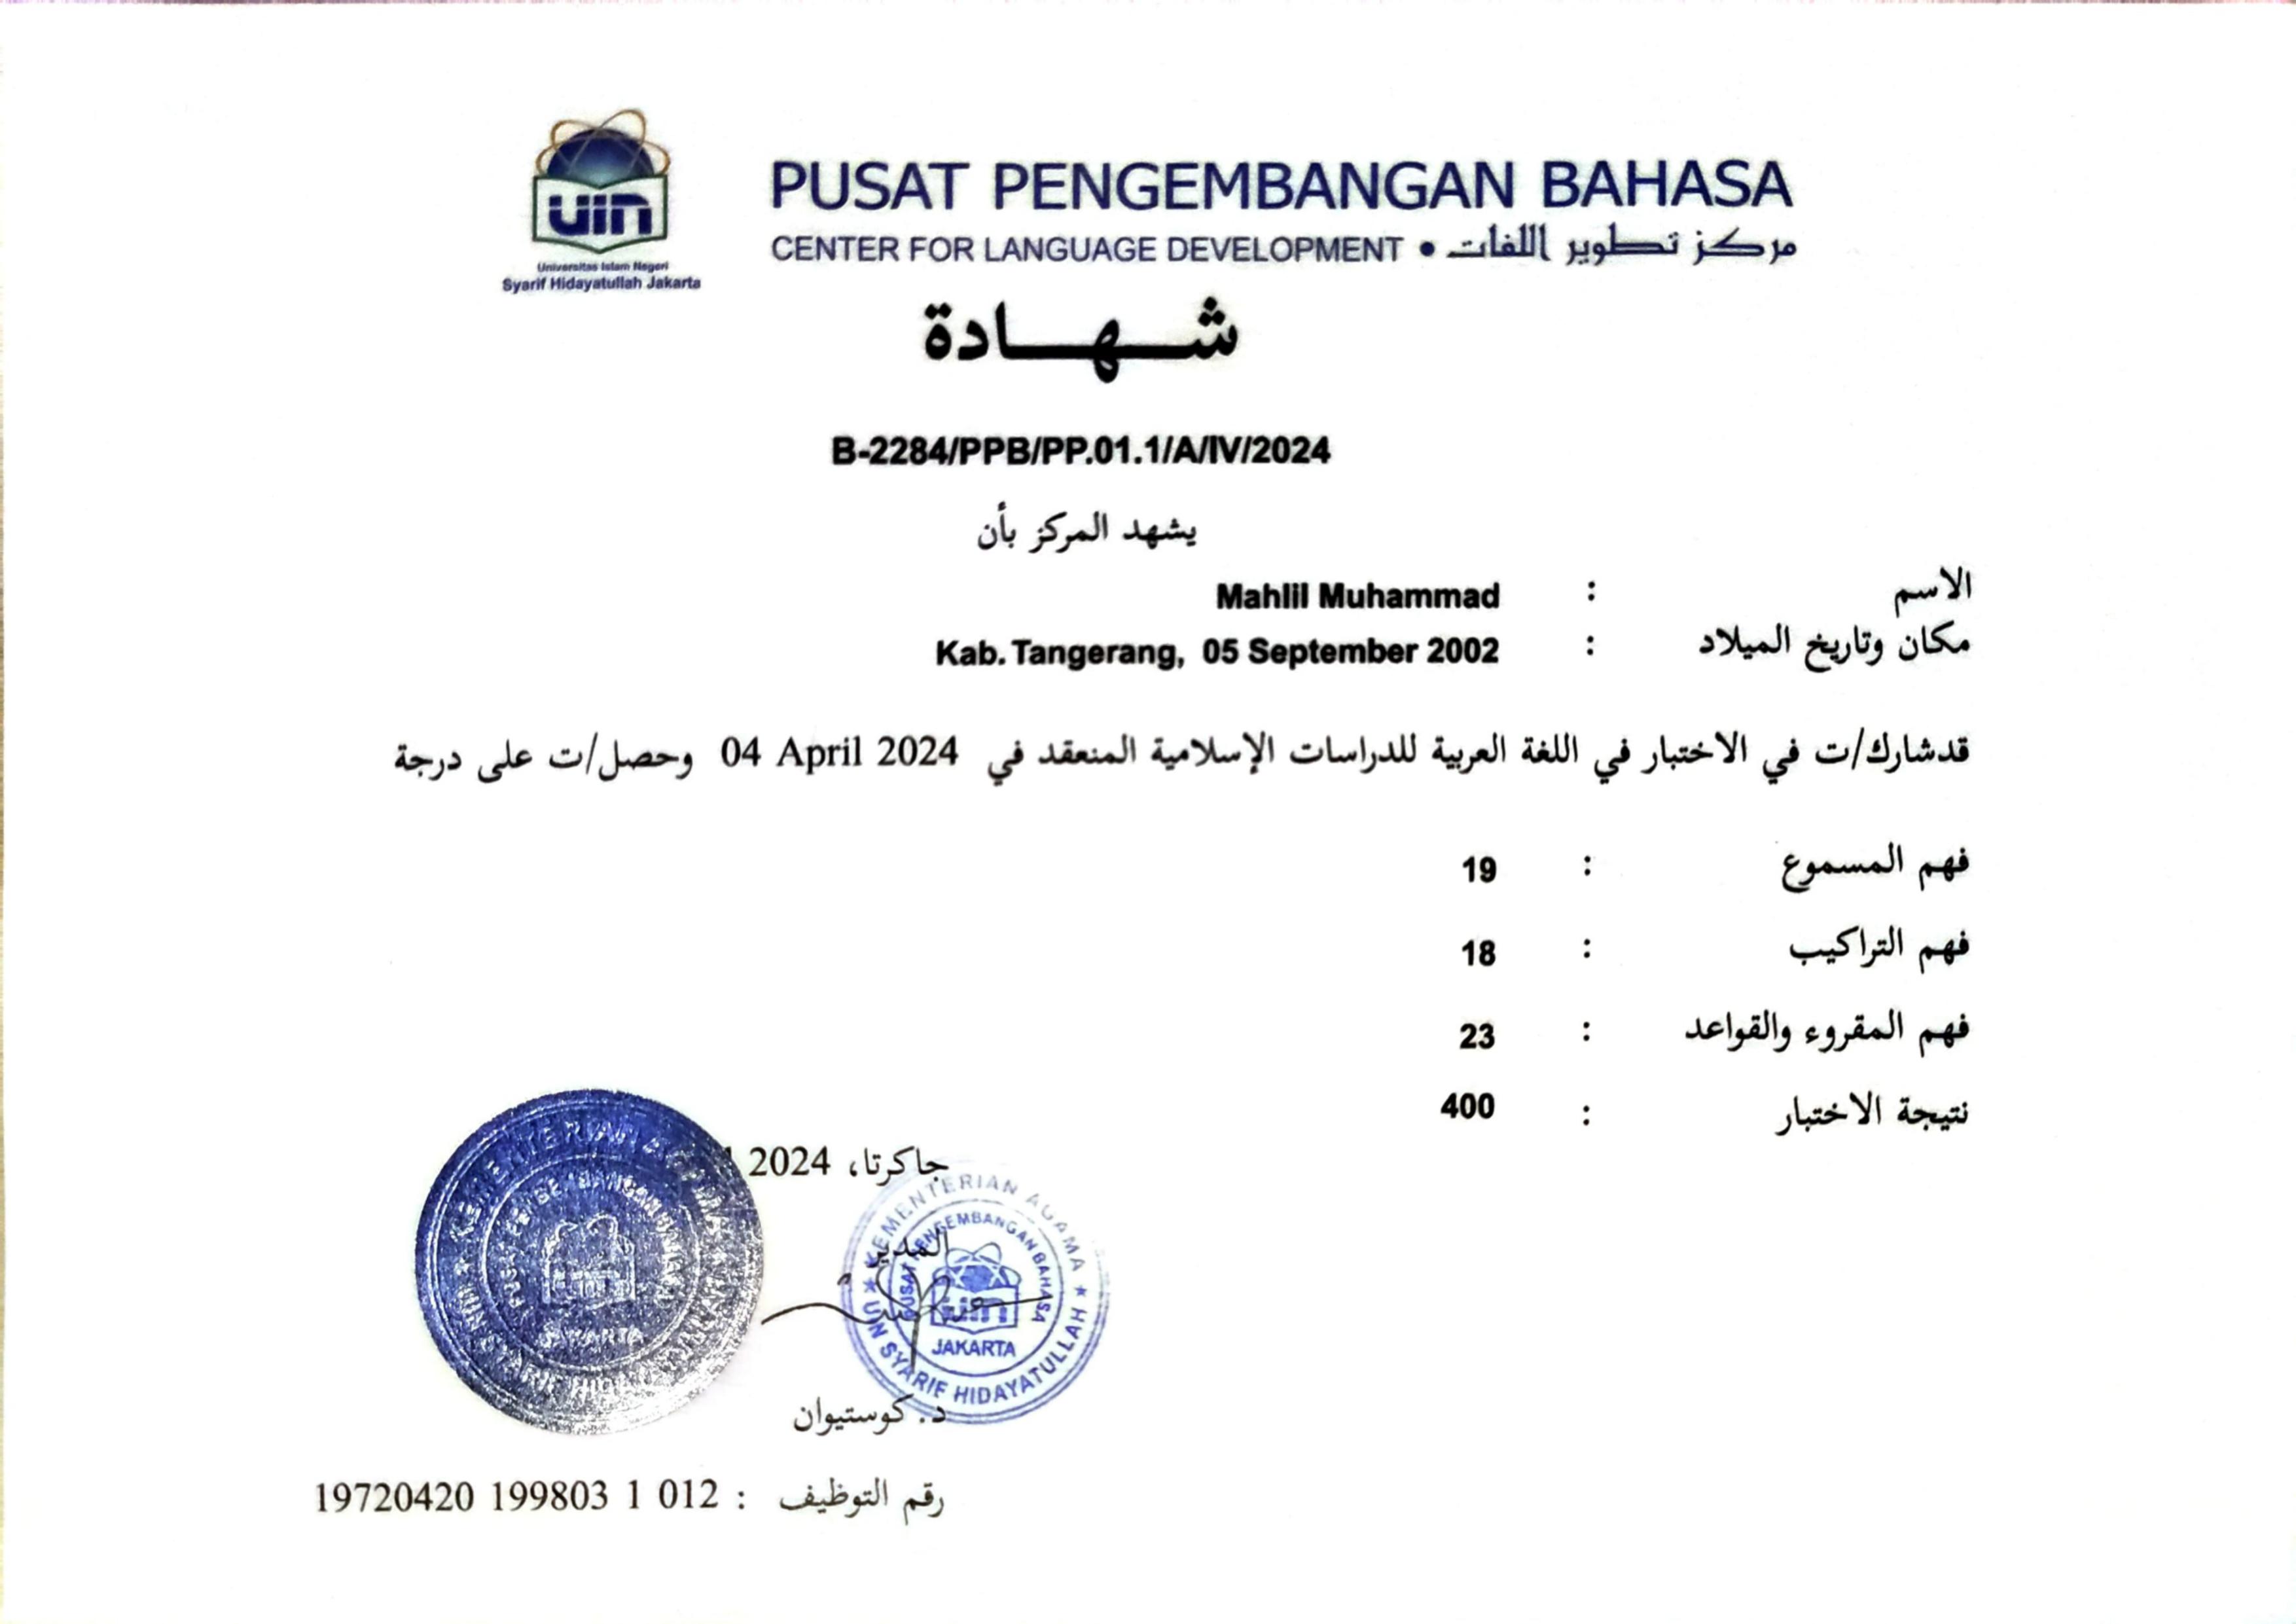 uin
Universitas Islam Negeri
Syarif Hidayatullah Jakarta
PUSAT PENGEMBANGAN BAHASA
CENTER FOR LANGUAGE DEVELOPMENT • مركز تطوير اللغات
شهادة
B-2284/PPB/PP.01.1/A/IV/2024
يشهد المركز بأن
الاسم : Mahlil Muhammad
مكان وتاريخ الميلاد : Kab. Tangerang, 05 September 2002
قدشارك/ت في الاختبار في اللغة العربية للدراسات الإسلامية المنعقد في 04 April 2024 وحصل/ت على درجة
فهم المسموع : 19
فهم التراكيب : 18
فهم المقروء والقواعد : 23
نتيجة الاختبار : 400
جاكرتا، 2024
المدير
KEMENTERIAN AGAMA
UIN SYARIF HIDAYATULLAH
PUSAT PENGEMBANGAN BAHASA
uin
JAKARTA
KEMENTERIAN
JAKARTA
د. كوستيوان
رقم التوظيف : 19720420 199803 1 012